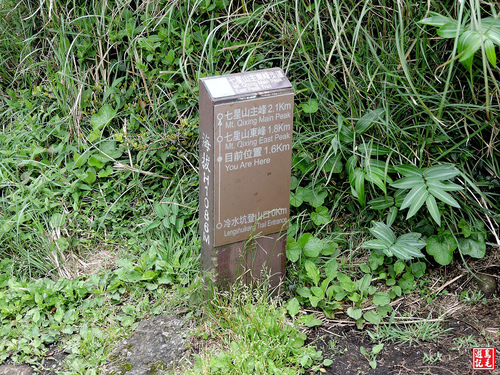 七星山主峰 2.1Km
Mt. Qixing Main Peak
七星山東峰 1.8Km
Mt. Qixing East Peak
目前位置 1.6Km
You Are Here
冷水坑登山口 0Km
Lengshuikeng Trail Entrance
海拔H1086M